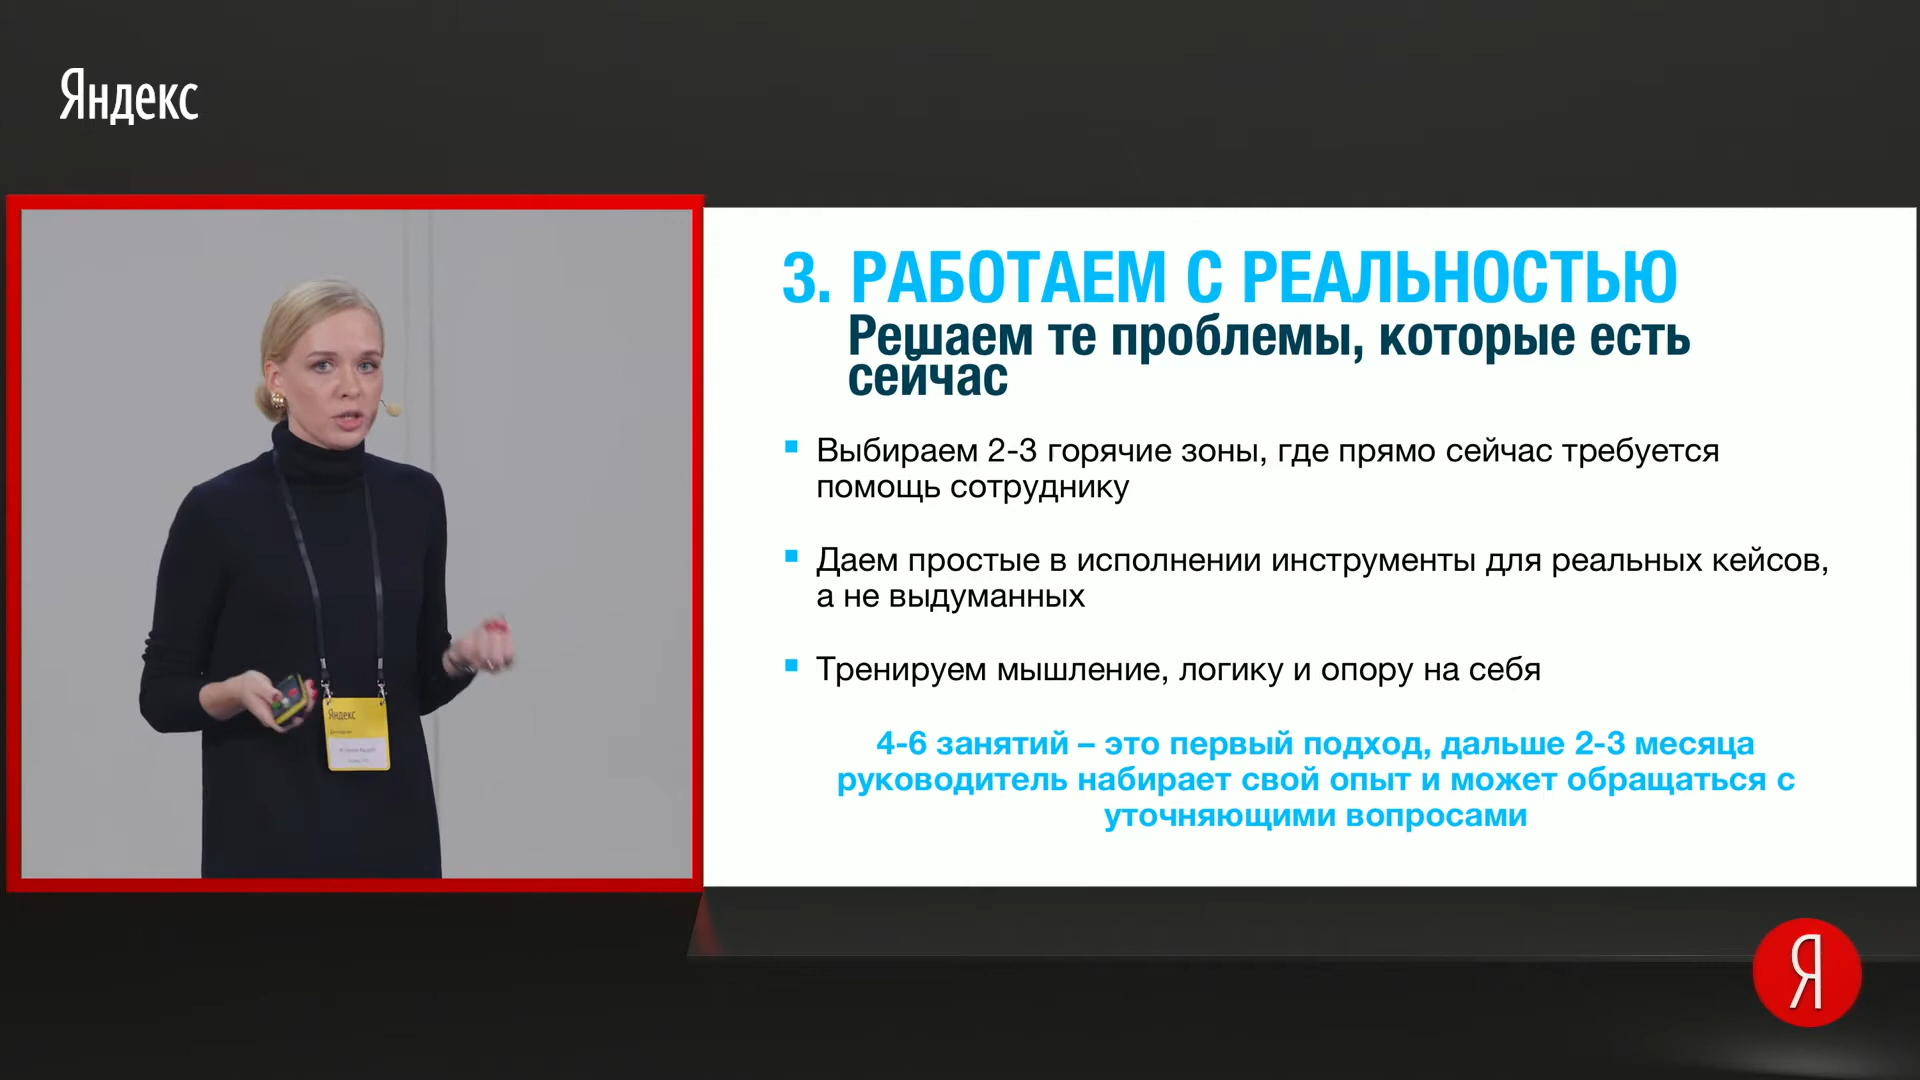 Яндекс
3. РАБОТАЕМ С РЕАЛЬНОСТЬЮ
Решаем те проблемы, которые есть
сейчас
Выбираем 2-3 горячие зоны, где прямо сейчас требуется
помощь сотруднику
Даем простые в исполнении инструменты для реальных кейсов,
а не выдуманных
Тренируем мышление, логику и опору на себя
4-6 занятий – это первый подход, дальше 2-3 месяца
руководитель набирает свой опыт и может обращаться с
уточняющими вопросами
Яндекс
Я